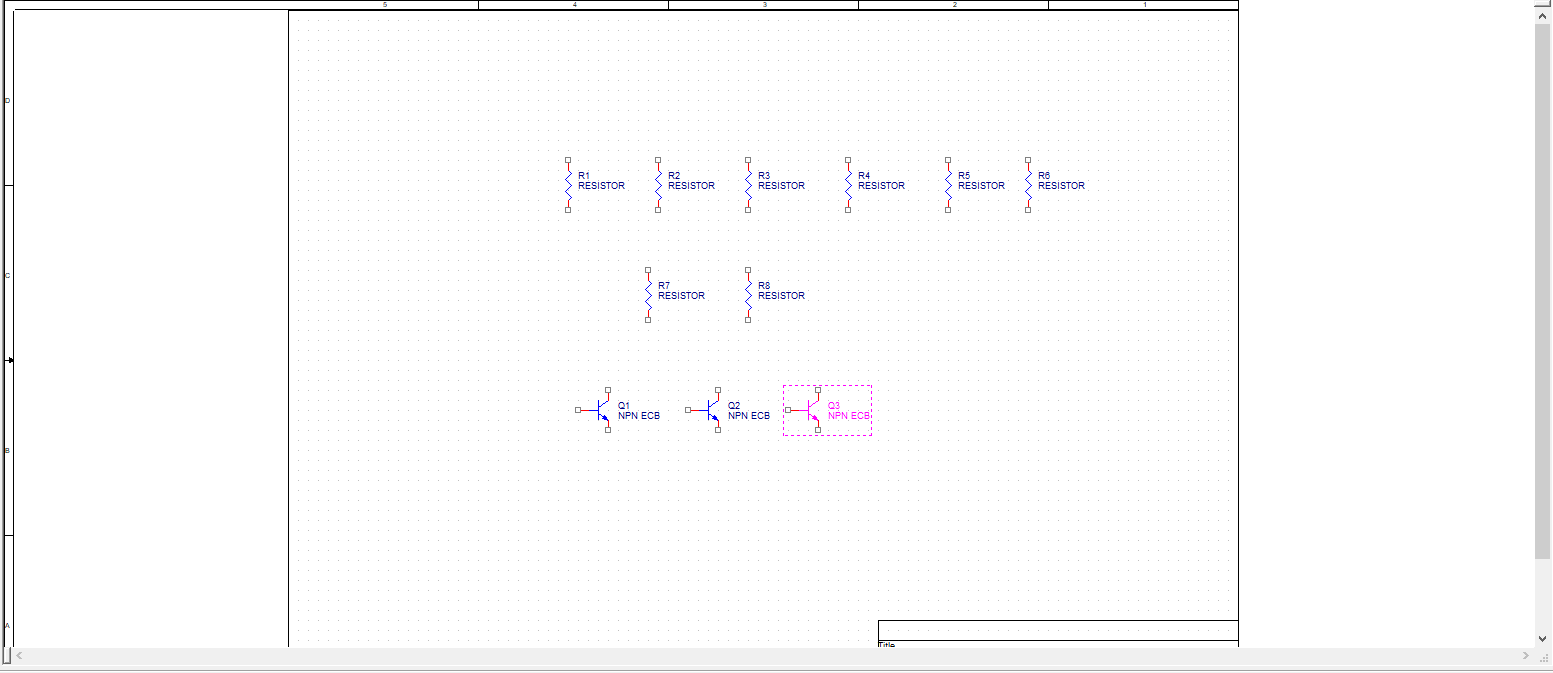 5 4 3 2 1
D
R1 R2 R3 R4 R5 R6
RESISTOR RESISTOR RESISTOR RESISTOR RESISTOR RESISTOR
C
R7 R8
RESISTOR RESISTOR
Q1 Q2 Q3
NPN ECB NPN ECB NPN ECB
B
A
Title